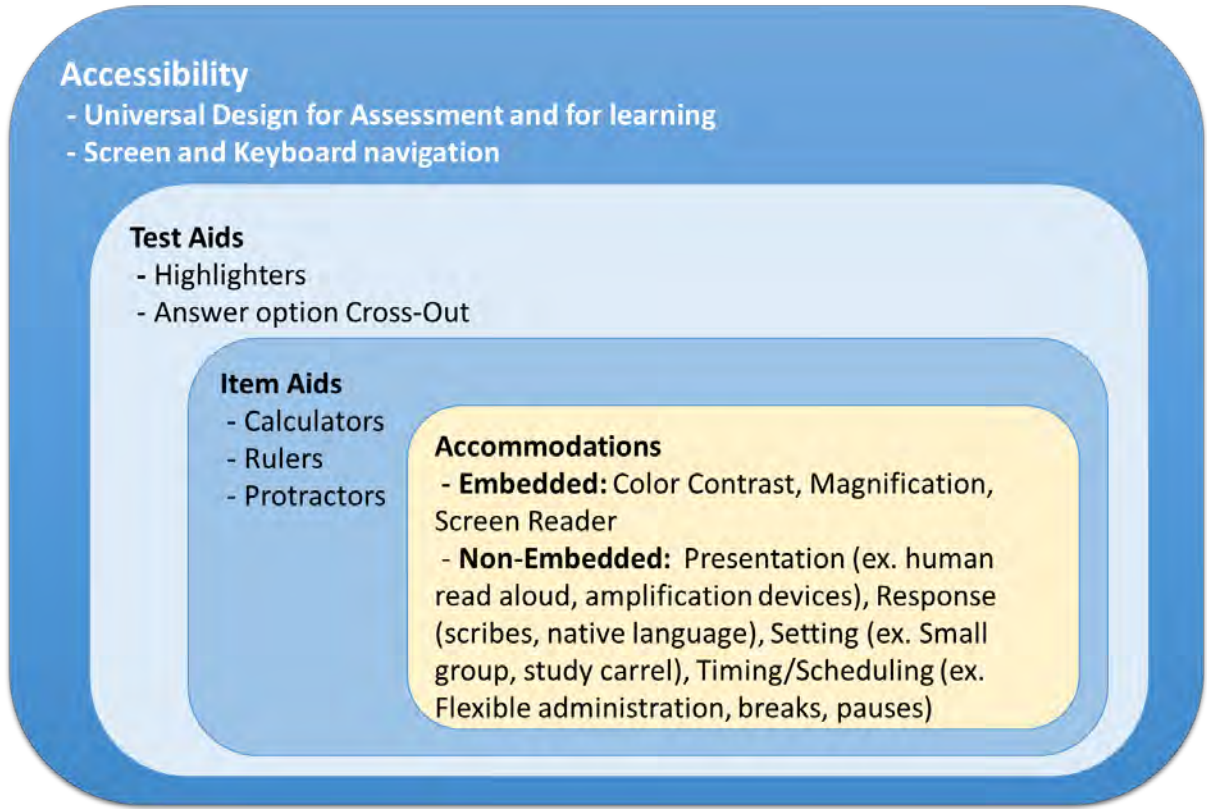 Accessibility
- Universal Design for Assessment and for learning
- Screen and Keyboard navigation
Test Aids
- Highlighters
- Answer option Cross-Out
Item Aids
- Calculators
- Rulers
- Protractors
Accommodations
- Embedded: Color Contrast, Magnification,
Screen Reader
- Non-Embedded: Presentation (ex. human
read aloud, amplification devices), Response
(scribes, native language), Setting (ex. Small
group, study carrel), Timing/Scheduling (ex.
Flexible administration, breaks, pauses)